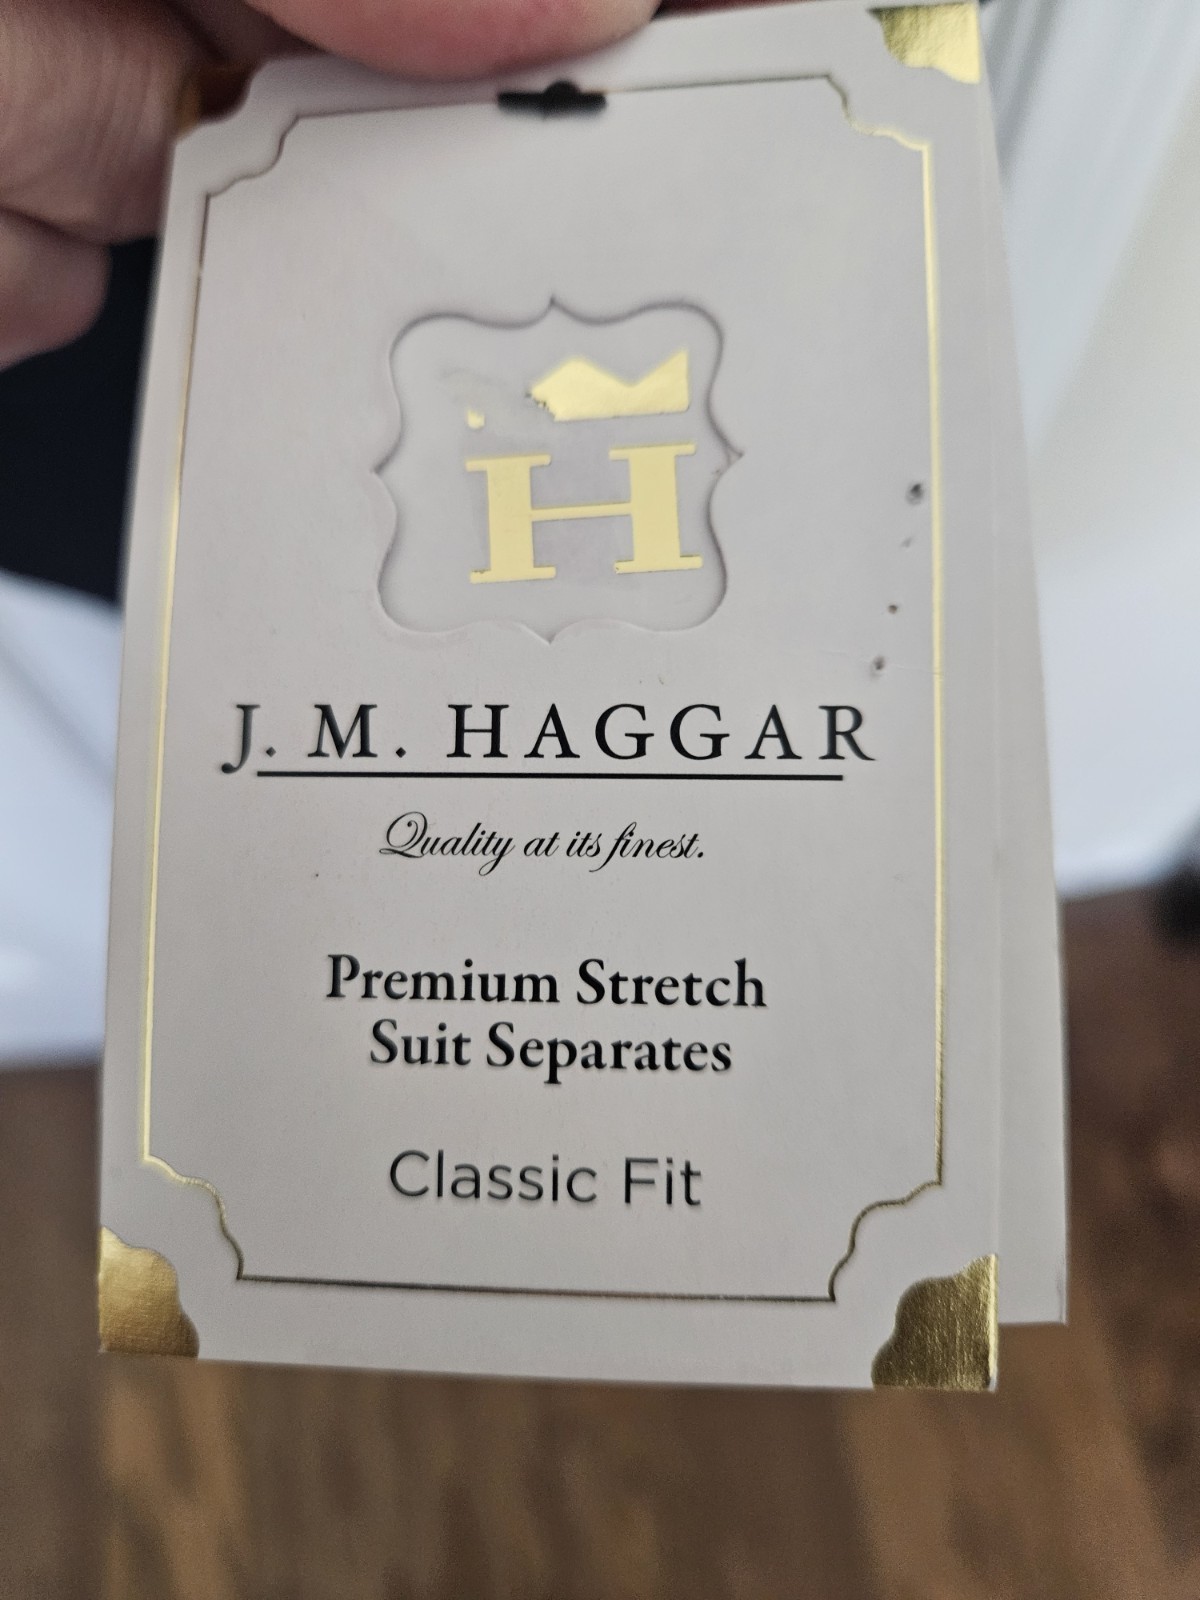 H
J. M. HAGGAR
Quality at its finest.
Premium Stretch
Suit Separates
Classic Fit